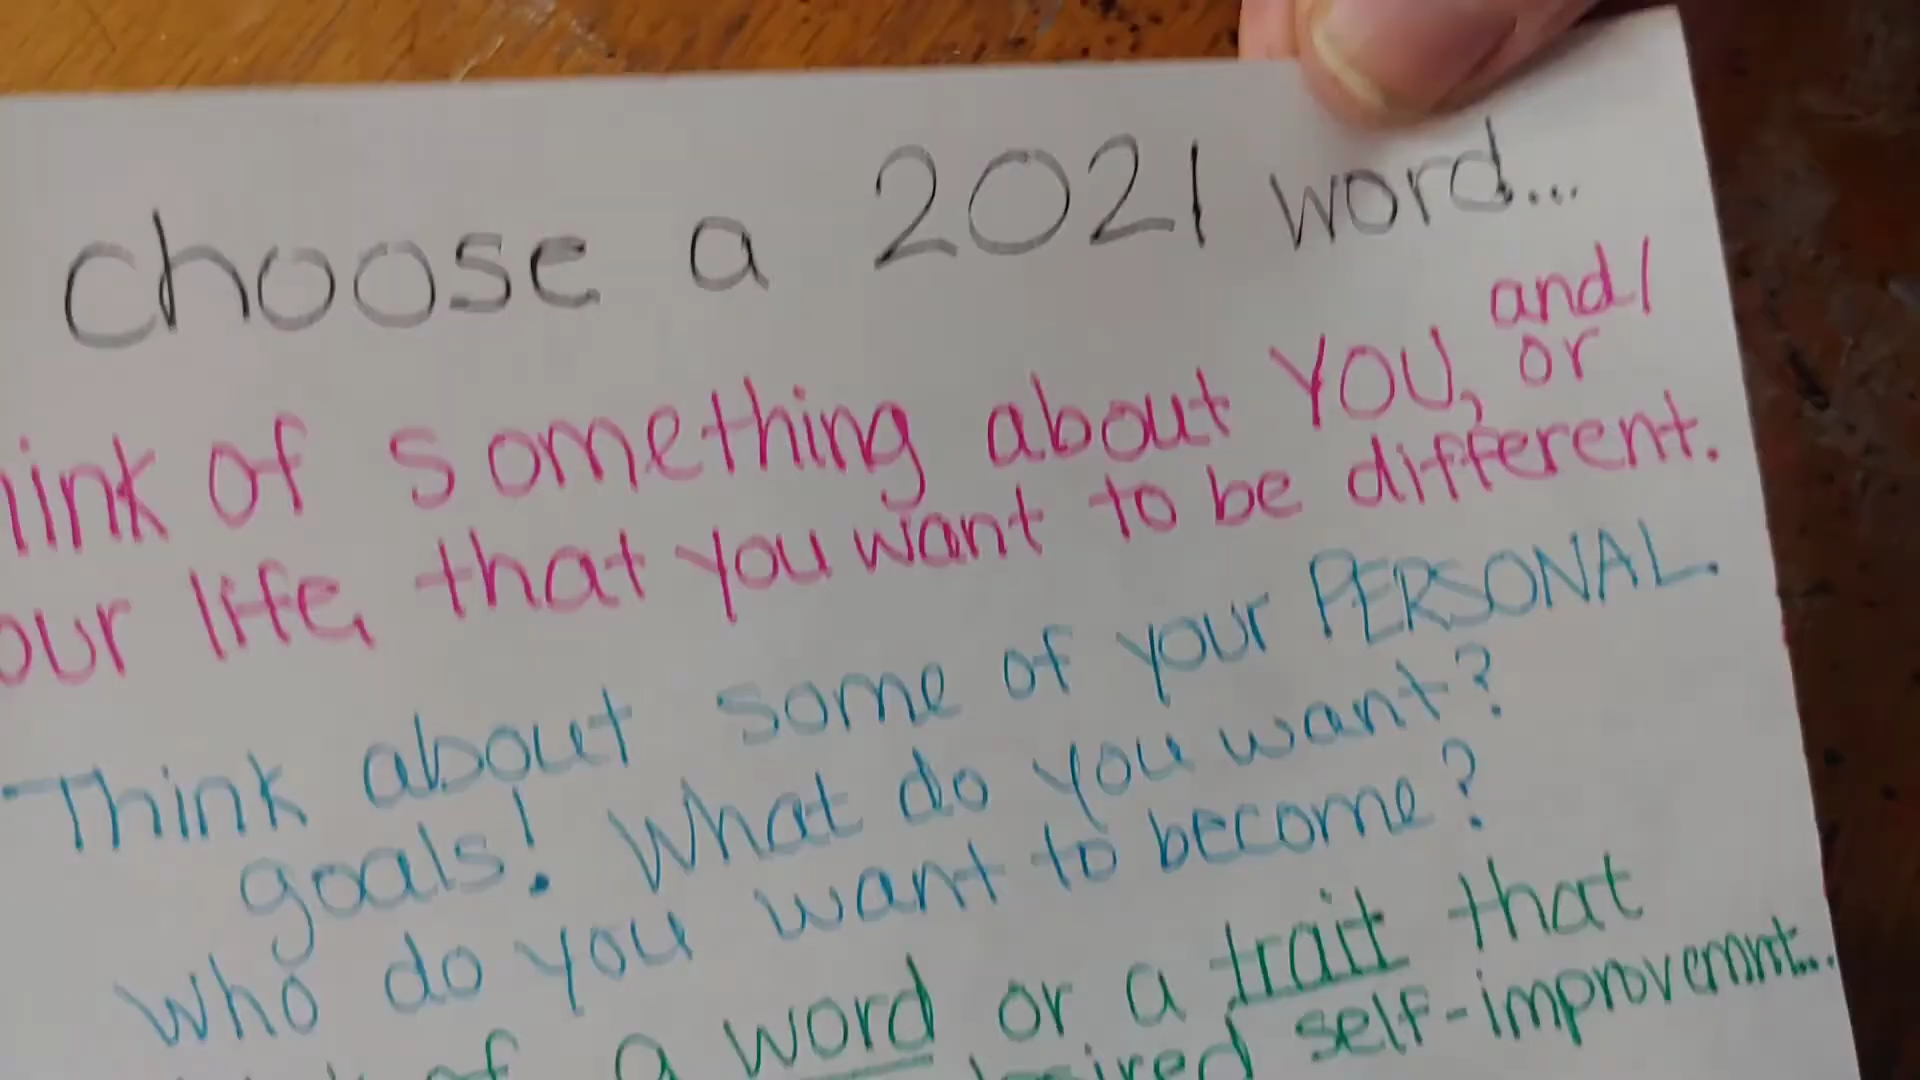 choose a 2021 word...
ink of something about YOU, and/or
our life, that you want to be different.
-Think about some of your PERSONAL
goals! What do you want?
Who do you want to become?
of a word or a trait that
self-improvemnt...